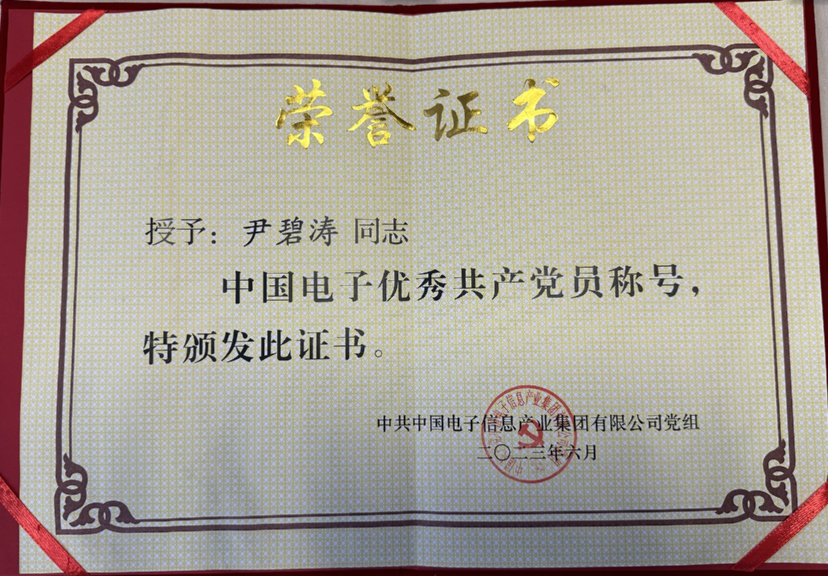 荣誉证书
授予：尹碧涛 同志
中国电子优秀共产党员称号，
特颁发此证书。
中共中国电子信息产业集团有限公司党组
二〇二三年六月